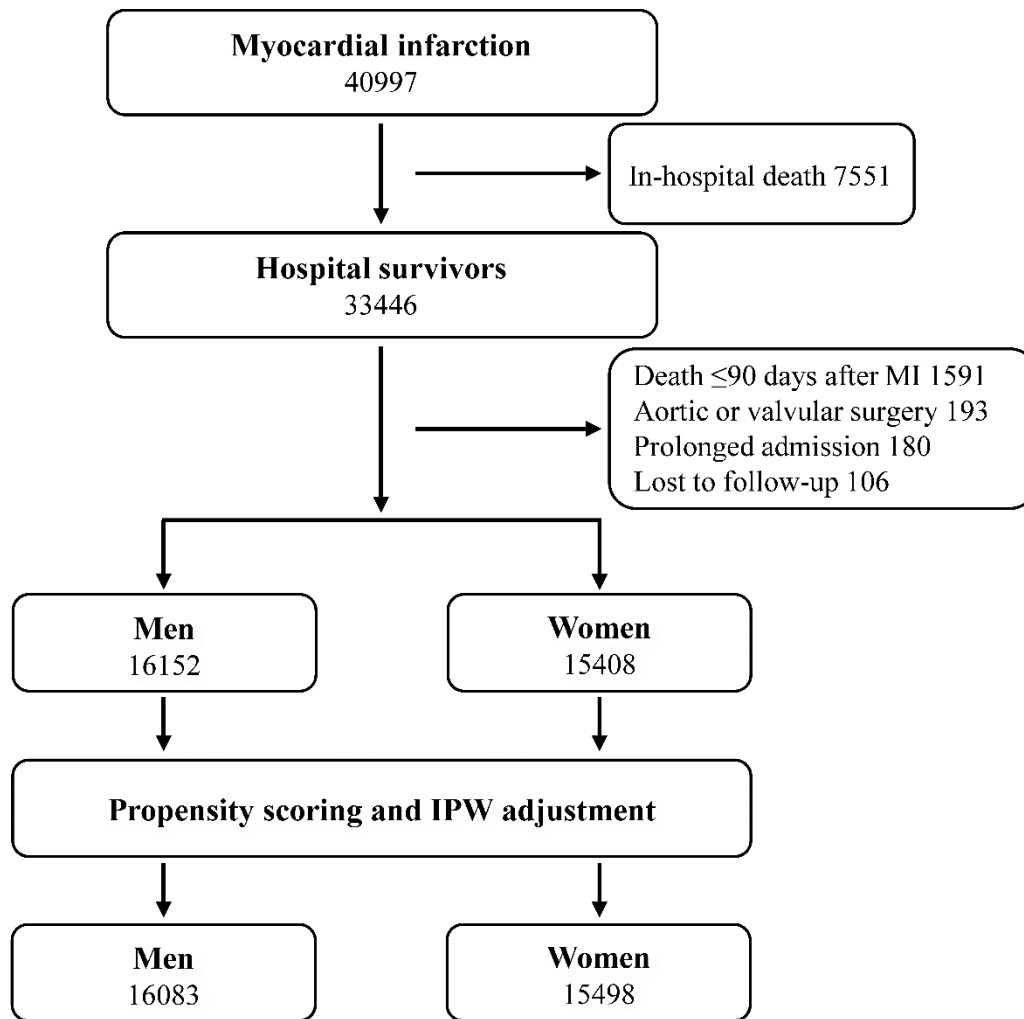 Myocardial infarction
40997
In-hospital death 7551
Hospital survivors
33446
Death ≤90 days after MI 1591
Aortic or valvular surgery 193
Prolonged admission 180
Lost to follow-up 106
Men
16152
Women
15408
Propensity scoring and IPW adjustment
Men
16083
Women
15498